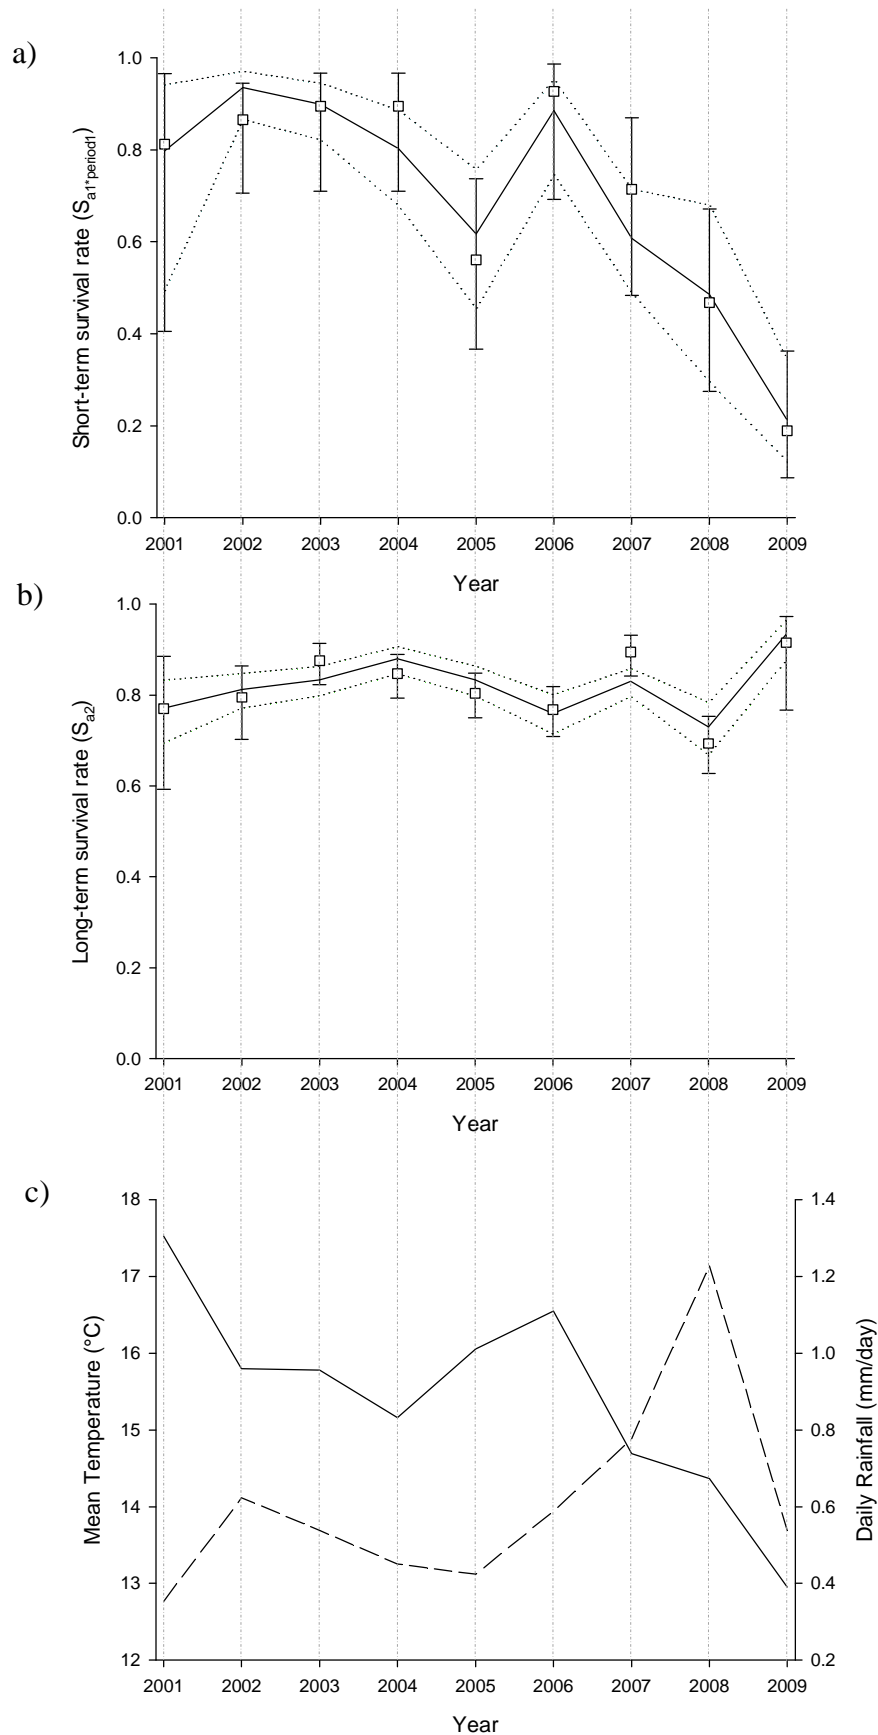 a)
Short-term survival rate (Sa1*period1)
1.0
0.8
0.6
0.4
0.2
0.0
2001 2002 2003 2004 2005 2006 2007 2008 2009
Year
b)
Long-term survival rate (Sa2)
1.0
0.8
0.6
0.4
0.2
0.0
2001 2002 2003 2004 2005 2006 2007 2008 2009
Year
c)
Mean Temperature (°C)
18
17
16
15
14
13
12
1.4
1.2
1.0
0.8
0.6
0.4
0.2
Daily Rainfall (mm/day)
2001 2002 2003 2004 2005 2006 2007 2008 2009
Year